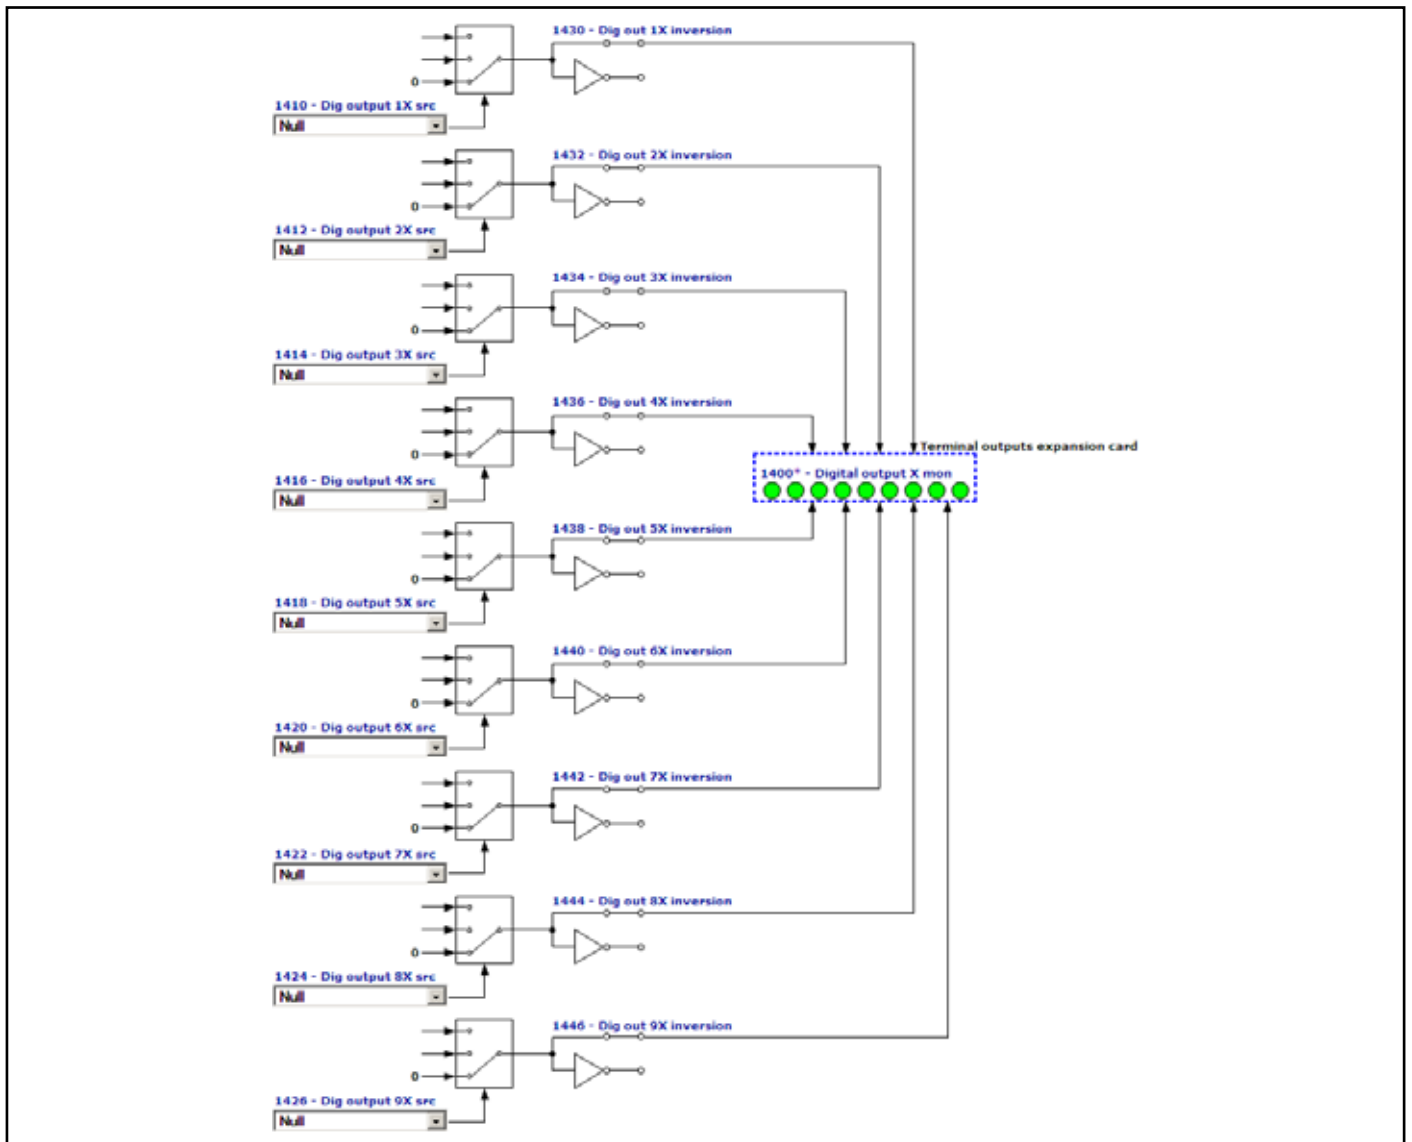 1430 - Dig out 1X inversion
0
1410 - Dig output 1X src
Null
1432 - Dig out 2X inversion
0
1412 - Dig output 2X src
Null
1434 - Dig out 3X inversion
0
1414 - Dig output 3X src
Null
1436 - Dig out 4X inversion
Terminal outputs expansion card
0
1400* - Digital output X mon
1416 - Dig output 4X src
Null
1438 - Dig out 5X inversion
0
1418 - Dig output 5X src
Null
1440 - Dig out 6X inversion
0
1420 - Dig output 6X src
Null
1442 - Dig out 7X inversion
0
1422 - Dig output 7X src
Null
1444 - Dig out 8X inversion
0
1424 - Dig output 8X src
Null
1446 - Dig out 9X inversion
0
1426 - Dig output 9X src
Null